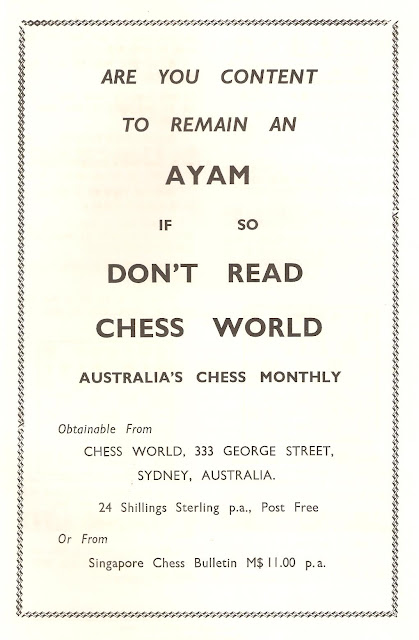 ARE YOU CONTENT
TO REMAIN AN
AYAM
IF SO
DON'T READ
CHESS WORLD
AUSTRALIA'S CHESS MONTHLY
Obtainable From
CHESS WORLD, 333 GEORGE STREET,
SYDNEY, AUSTRALIA.
24 Shillings Sterling p.a., Post Free
Or From
Singapore Chess Bulletin M$ 11.00 p.a.